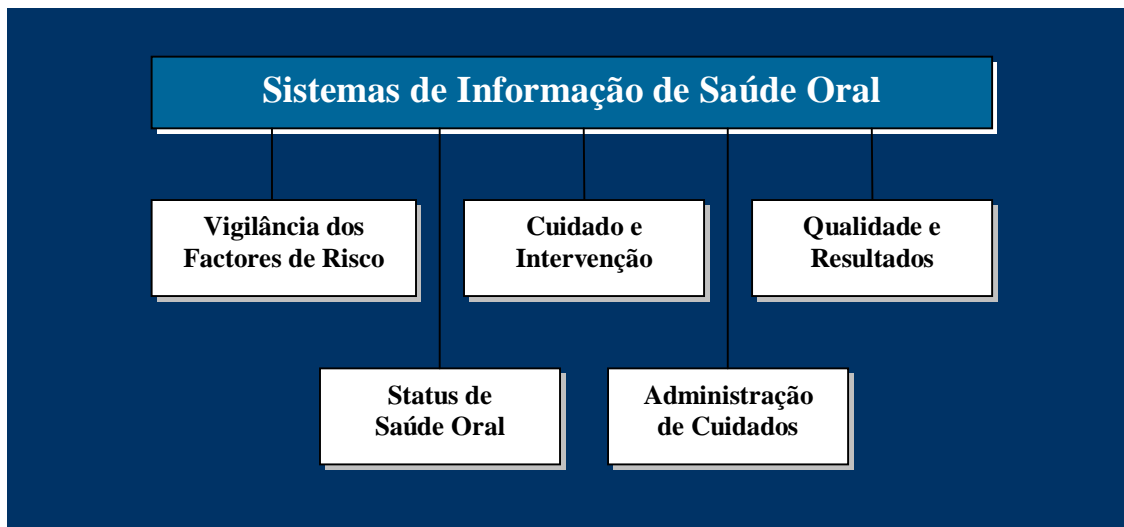 Sistemas de Informação de Saúde Oral
Vigilância dos
Factores de Risco
Cuidado e
Intervenção
Qualidade e
Resultados
Status de
Saúde Oral
Administração
de Cuidados